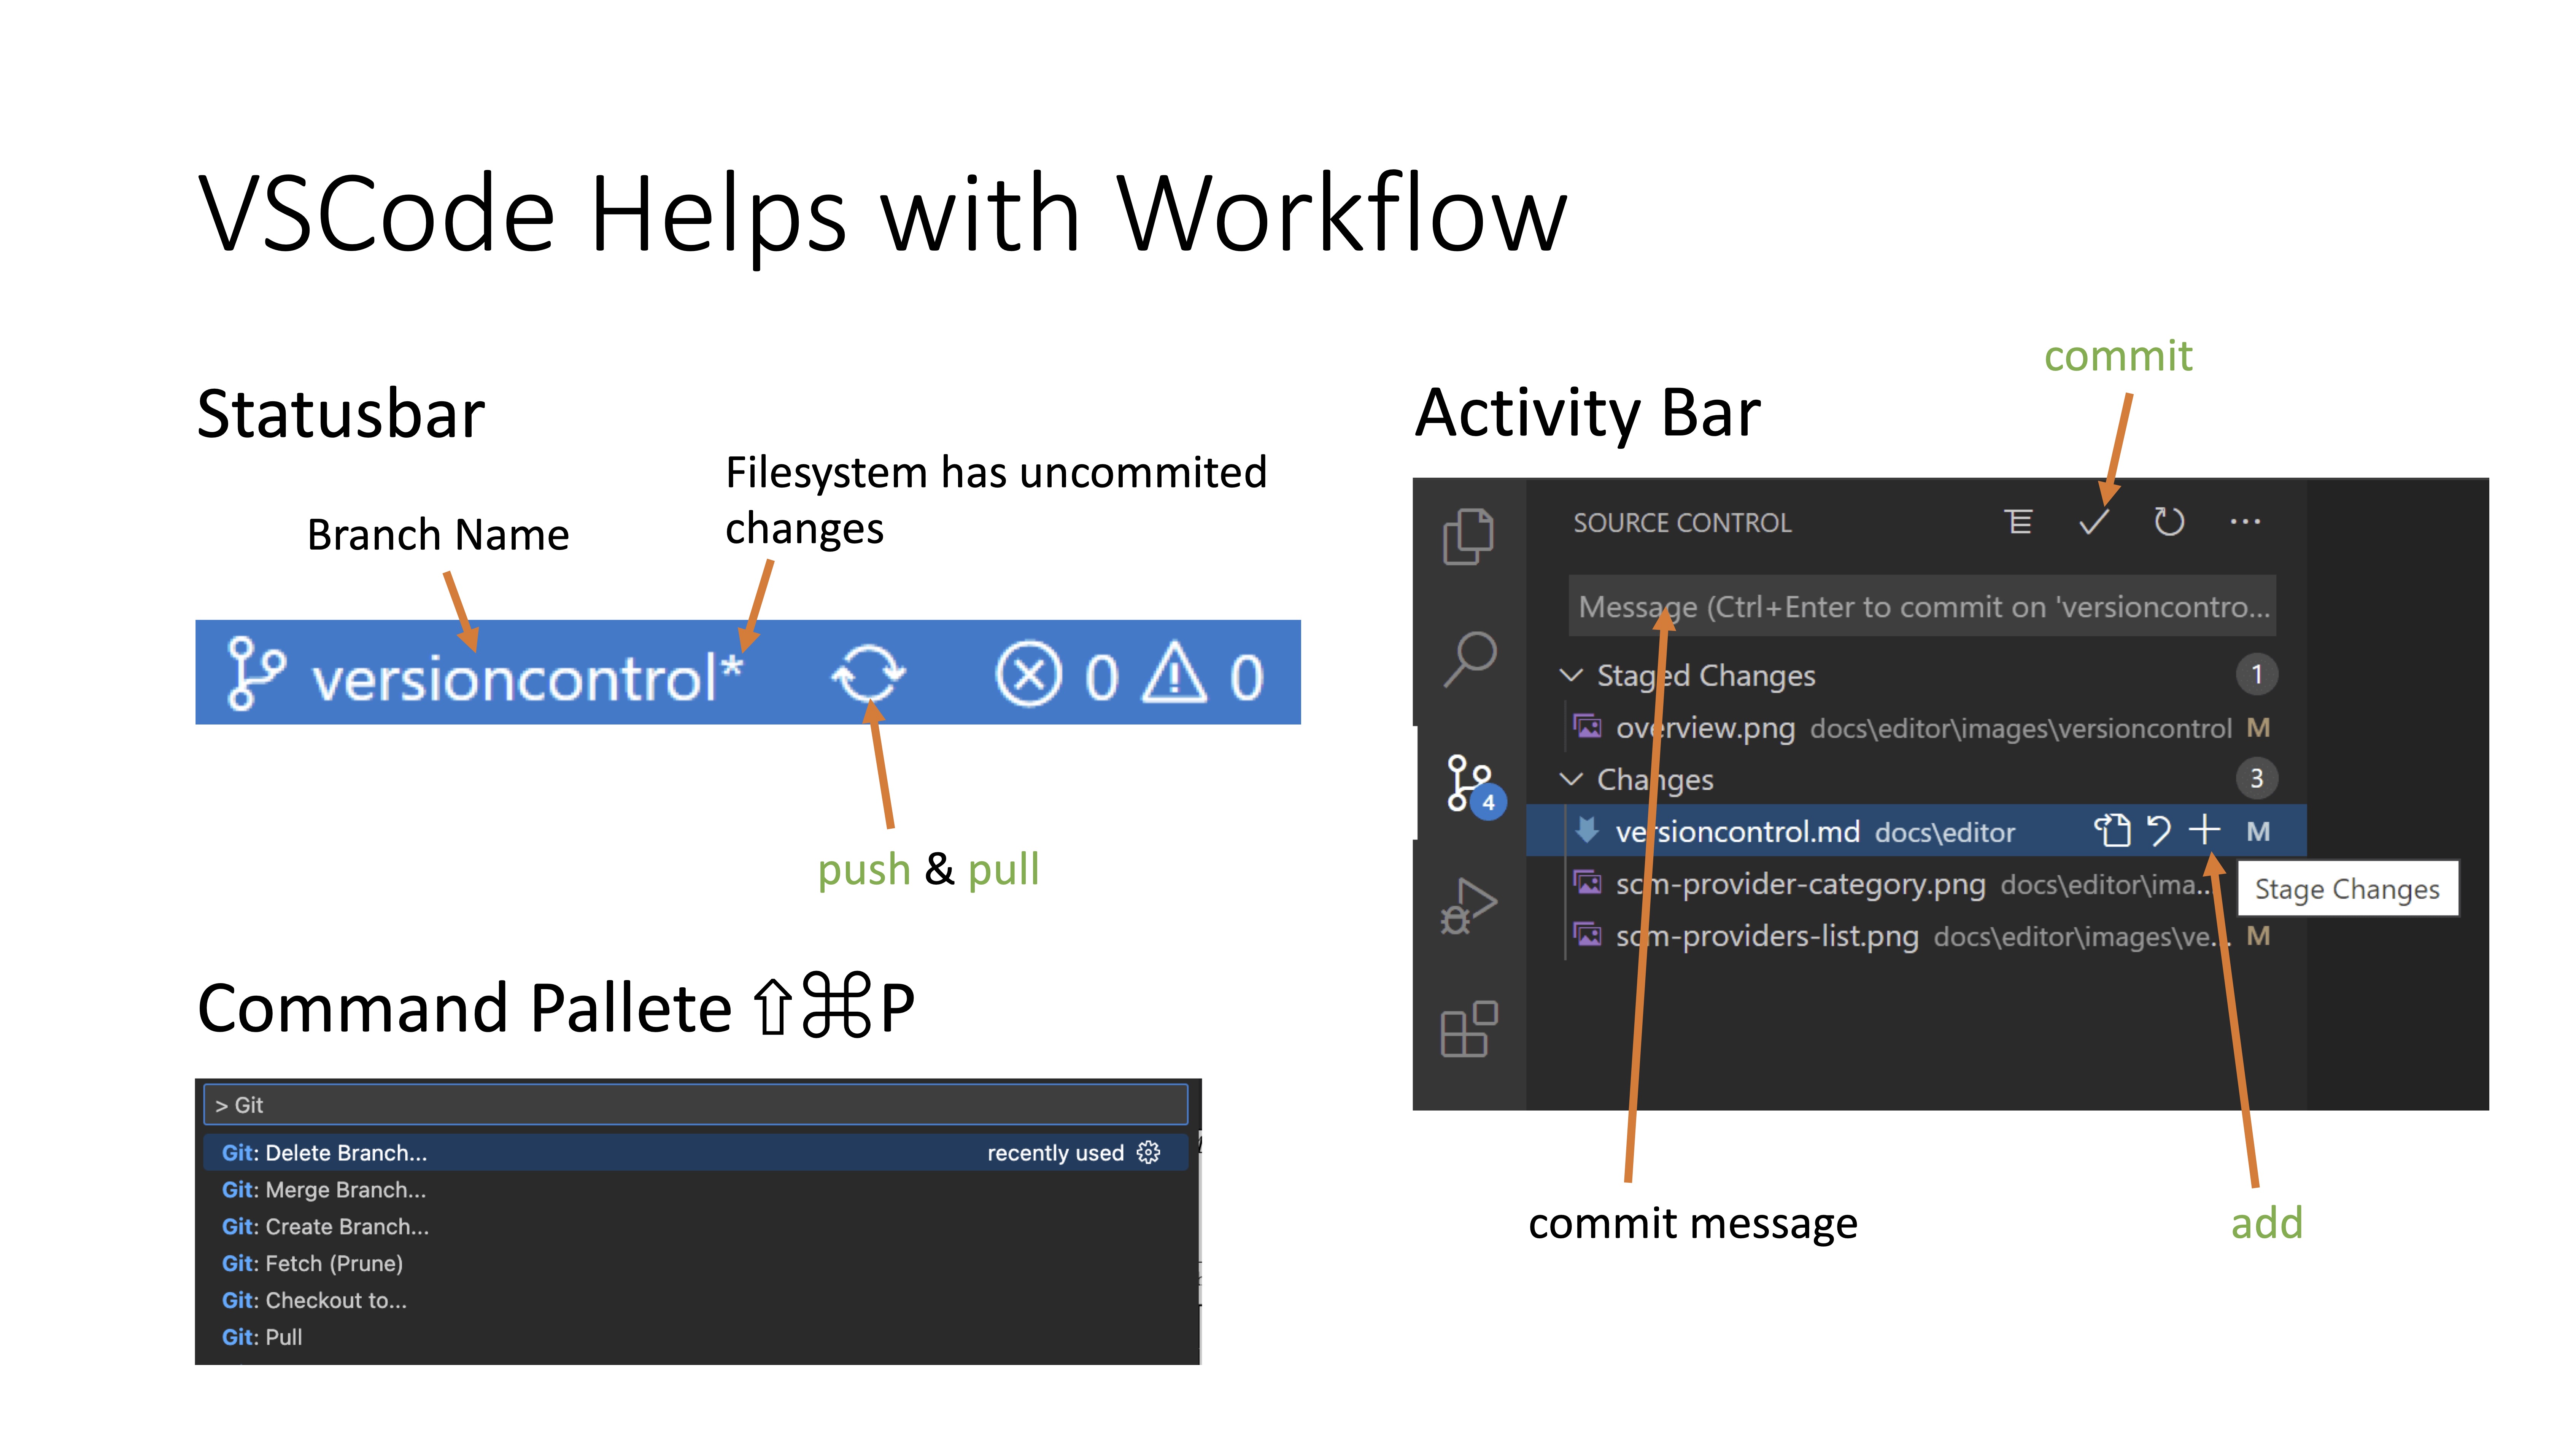 VSCode Helps with Workflow
Statusbar
Branch Name
Filesystem has uncommited
changes
versioncontrol*
0
0
push & pull
Command Pallete ⇧⌘P
> Git
Git: Delete Branch...
recently used
Git: Merge Branch...
Git: Create Branch...
Git: Fetch (Prune)
Git: Checkout to...
Git: Pull
Activity Bar
commit
SOURCE CONTROL
Message (Ctrl+Enter to commit on 'versioncontro...
Staged Changes
1
overview.png docs\editor\images\versioncontrol M
Changes
3
4
versioncontrol.md docs\editor M
scm-provider-category.png docs\editor\ima...
Stage Changes
scm-providers-list.png docs\editor\images\ve... M
commit message
add